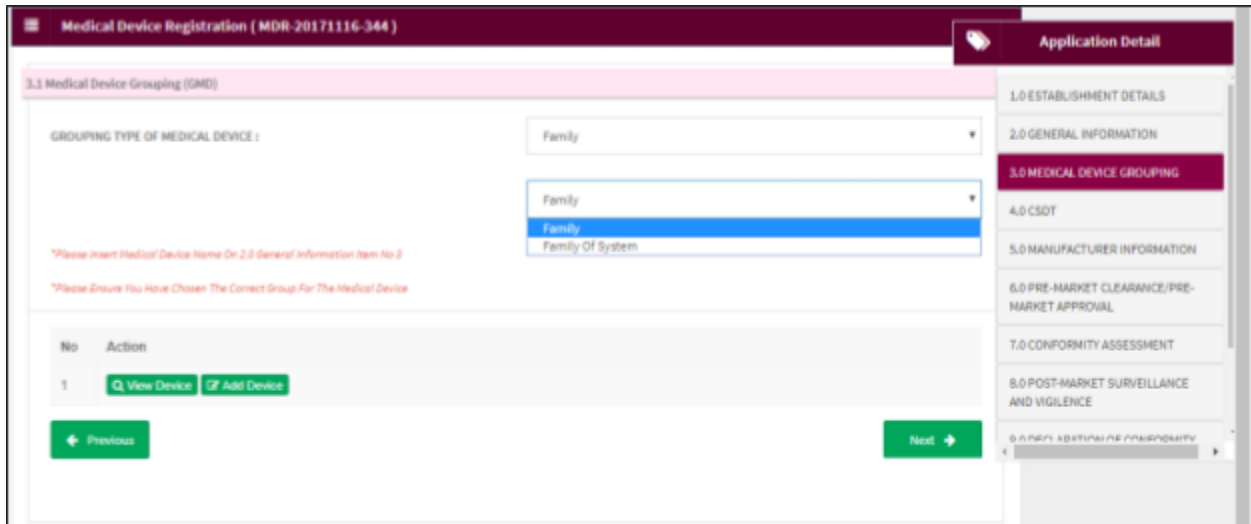 Medical Device Registration ( MDR-20171116-344 )
Application Detail
3.1 Medical Device Grouping (GMD)
GROUPING TYPE OF MEDICAL DEVICE :
Family
Family
Family
Family Of System
*Please Insert Medical Device Name On 2.0 General Information Item No 3
*Please Ensure You Have Chosen The Correct Group For The Medical Device
No Action
1 View Device Add Device
Previous
Next
1.0 ESTABLISHMENT DETAILS
2.0 GENERAL INFORMATION
3.0 MEDICAL DEVICE GROUPING
4.0 CSDT
5.0 MANUFACTURER INFORMATION
6.0 PRE-MARKET CLEARANCE/PRE-
MARKET APPROVAL
7.0 CONFORMITY ASSESSMENT
8.0 POST-MARKET SURVEILLANCE
AND VIGILENCE
9.0 DECLARATION OF CONFORMITY